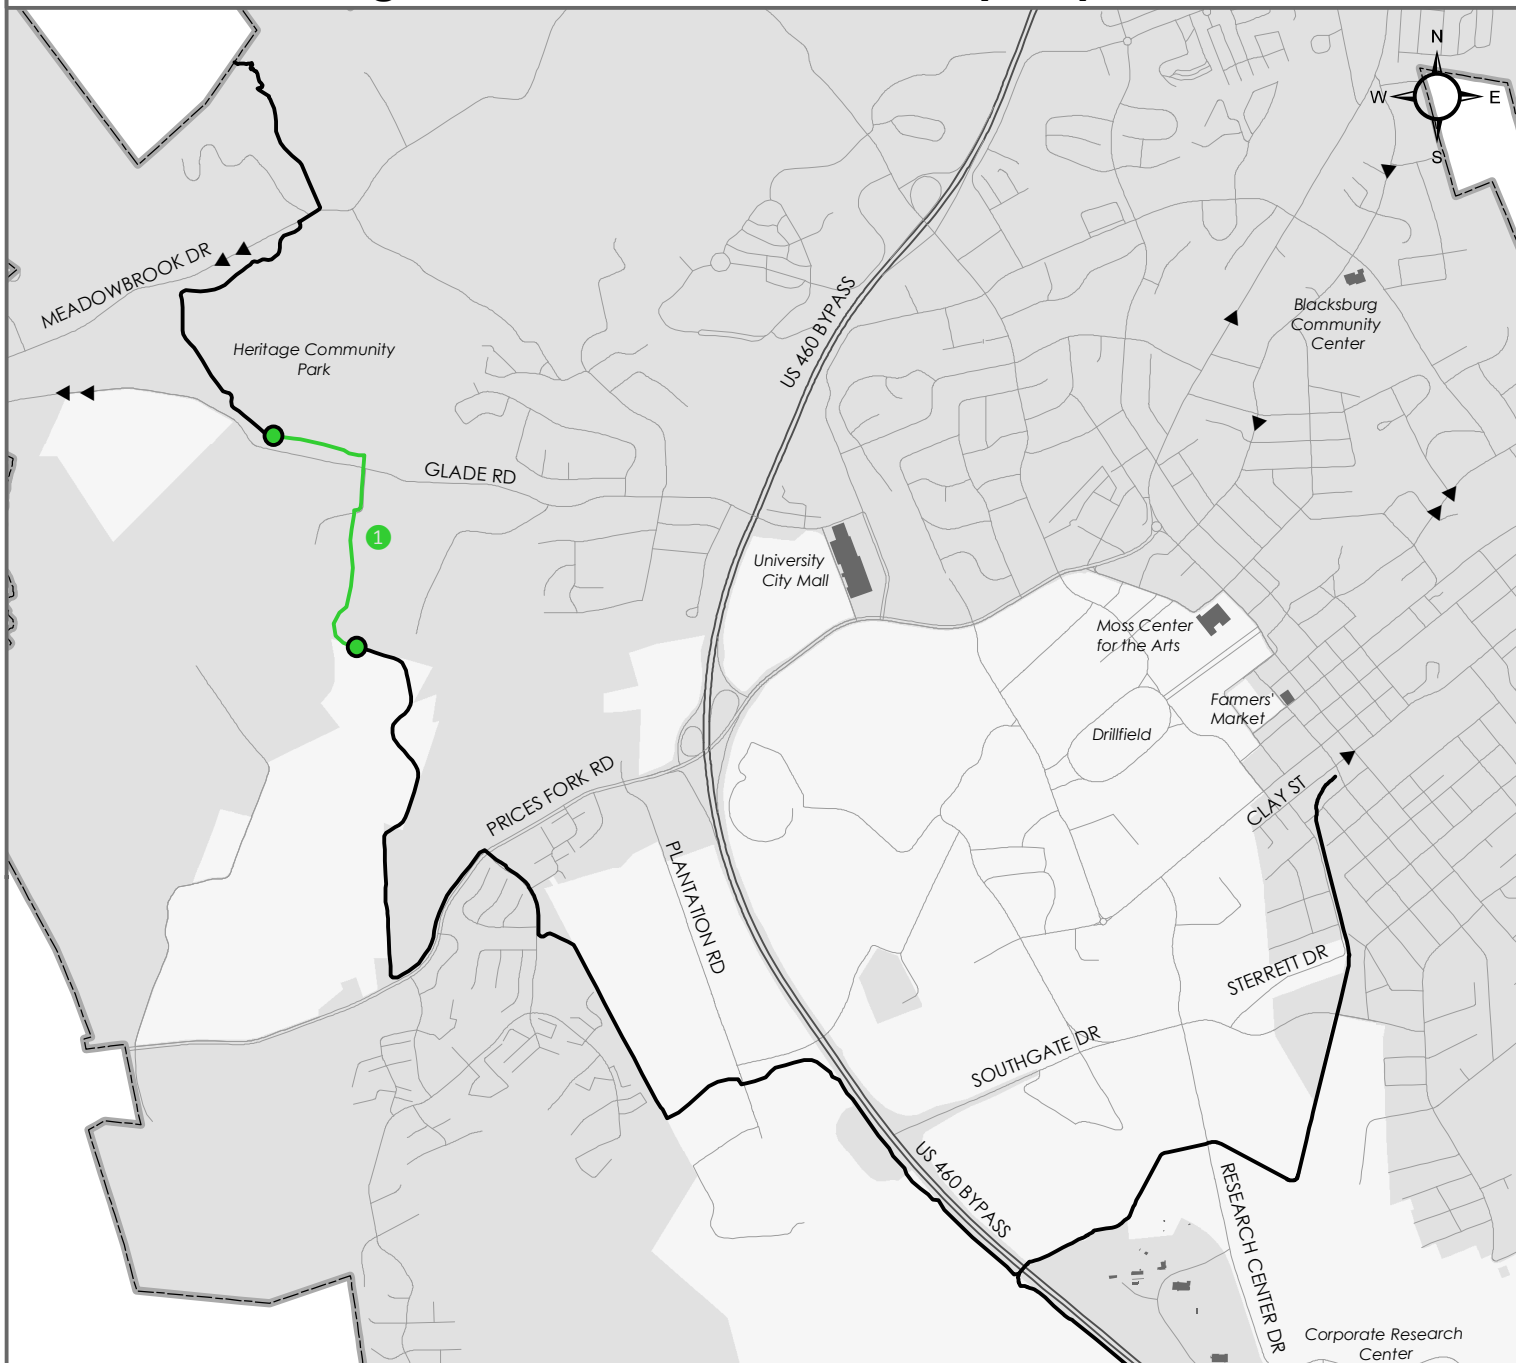 N
W
E
S
MEADOWBROOK DR
US 460 BYPASS
Blacksburg
Community
Center
Heritage Community
Park
GLADE RD
1
University
City Mall
Moss Center
for the Arts
Farmers'
Market
Drillfield
PRICES FORK RD
CLAY ST
PLANTATION RD
STERRETT DR
SOUTHGATE DR
US 460 BYPASS
RESEARCH CENTER DR
Corporate Research
Center